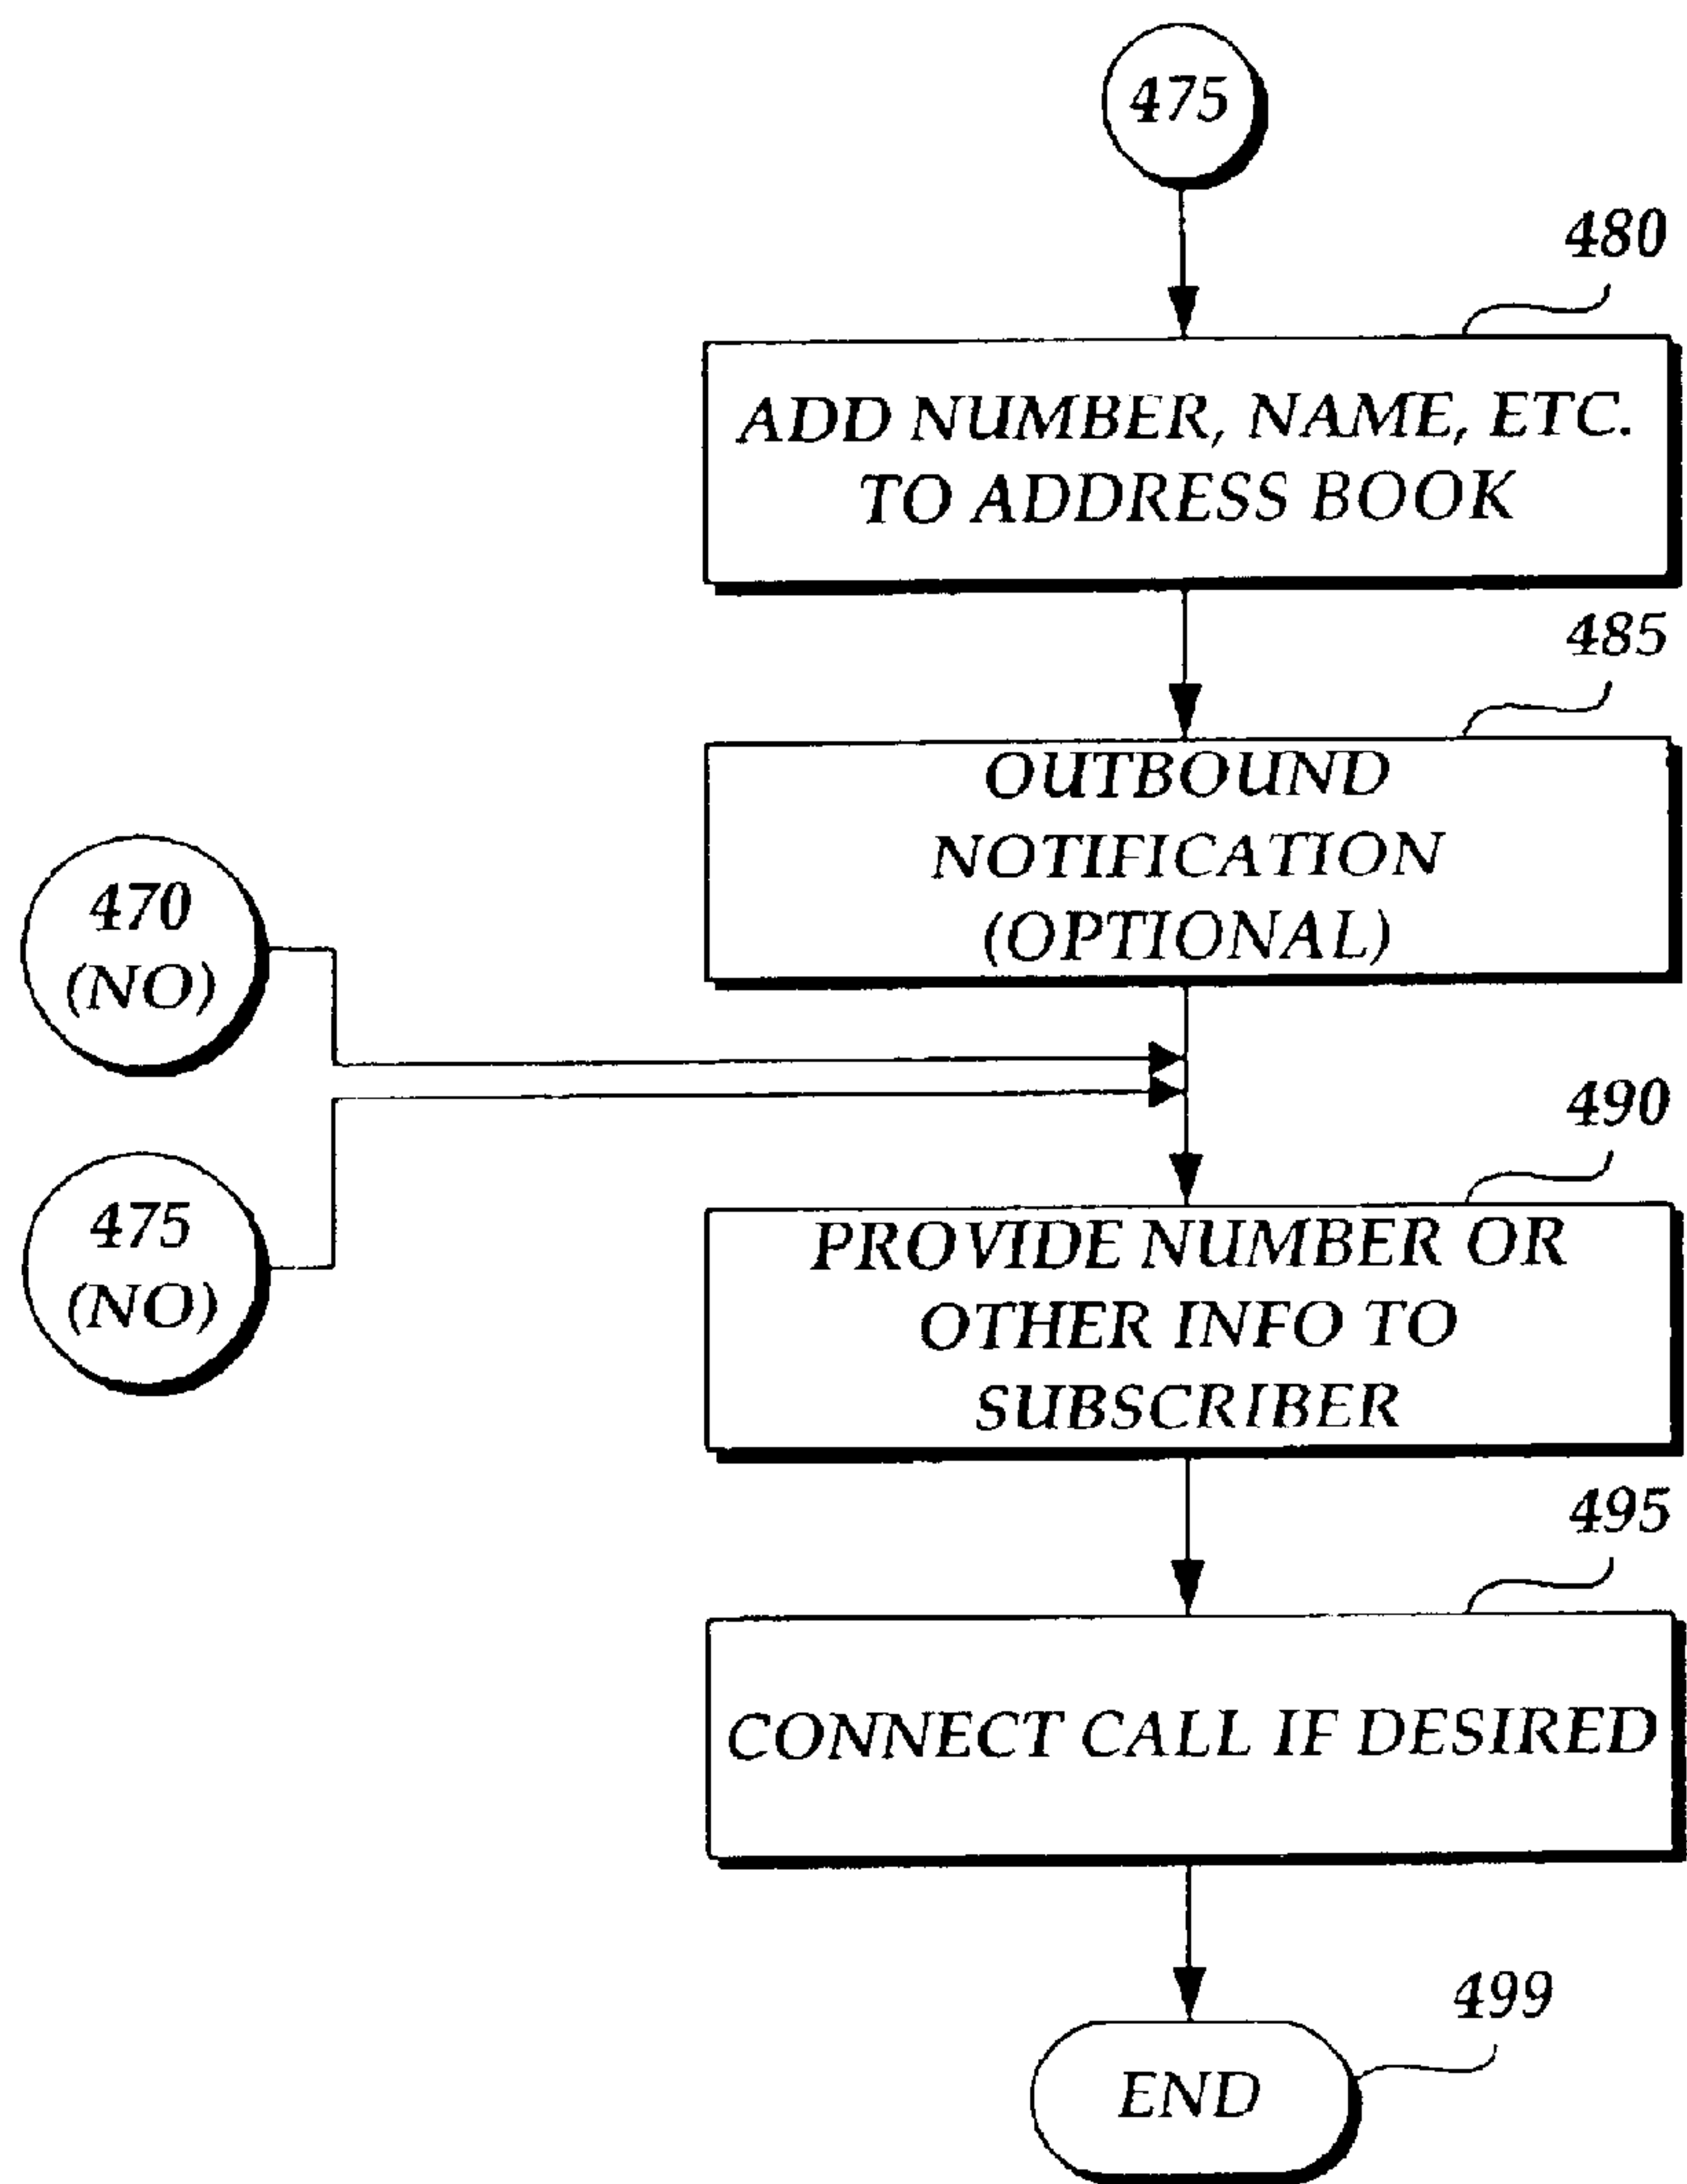 475
480
ADD NUMBER, NAME, ETC.
TO ADDRESS BOOK
485
OUTBOUND
NOTIFICATION
(OPTIONAL)
470
(NO)
475
(NO)
490
PROVIDE NUMBER OR
OTHER INFO TO
SUBSCRIBER
495
CONNECT CALL IF DESIRED
499
END